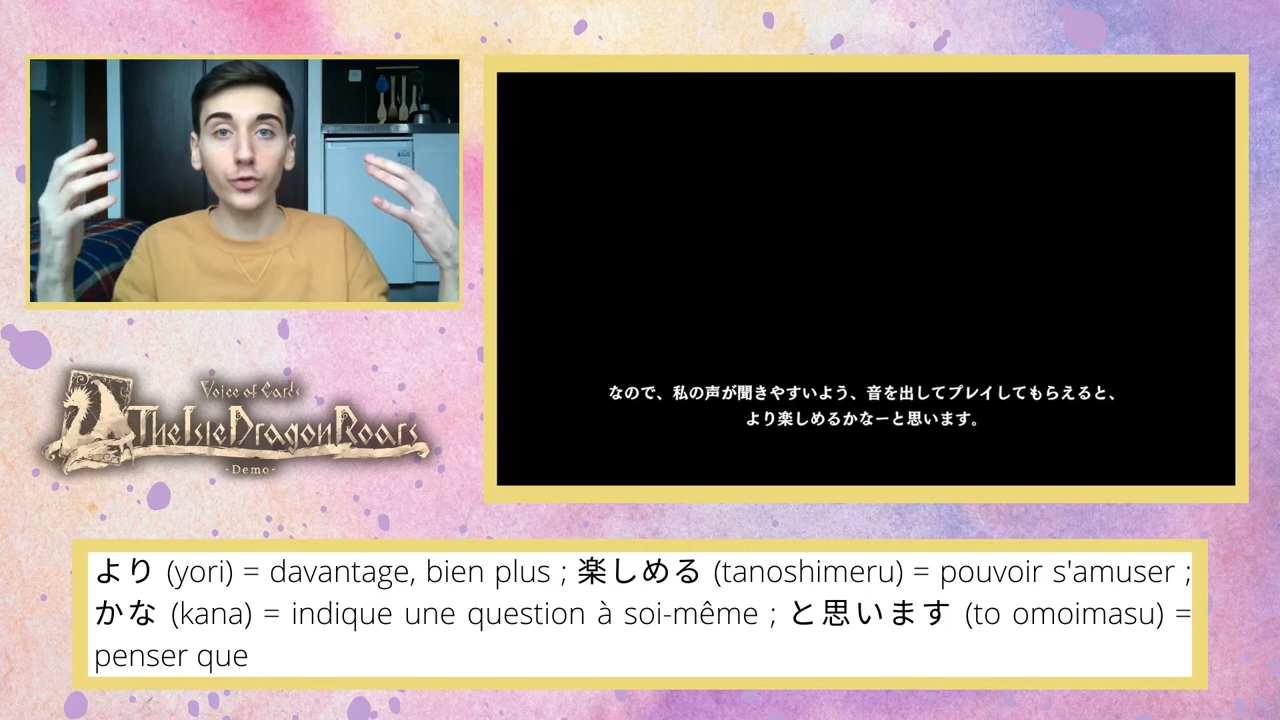 なので、私の声が聞きやすいよう、音を出してプレイしてもらえると、
より楽しめるかなーと思います。
Voice of Cards
The Isle Dragon Roars
-Demo-
より (yori) = davantage, bien plus ; 楽しめる (tanoshimeru) = pouvoir s'amuser ;
かな (kana) = indique une question à soi-même ; と思います (to omoimasu) =
penser que